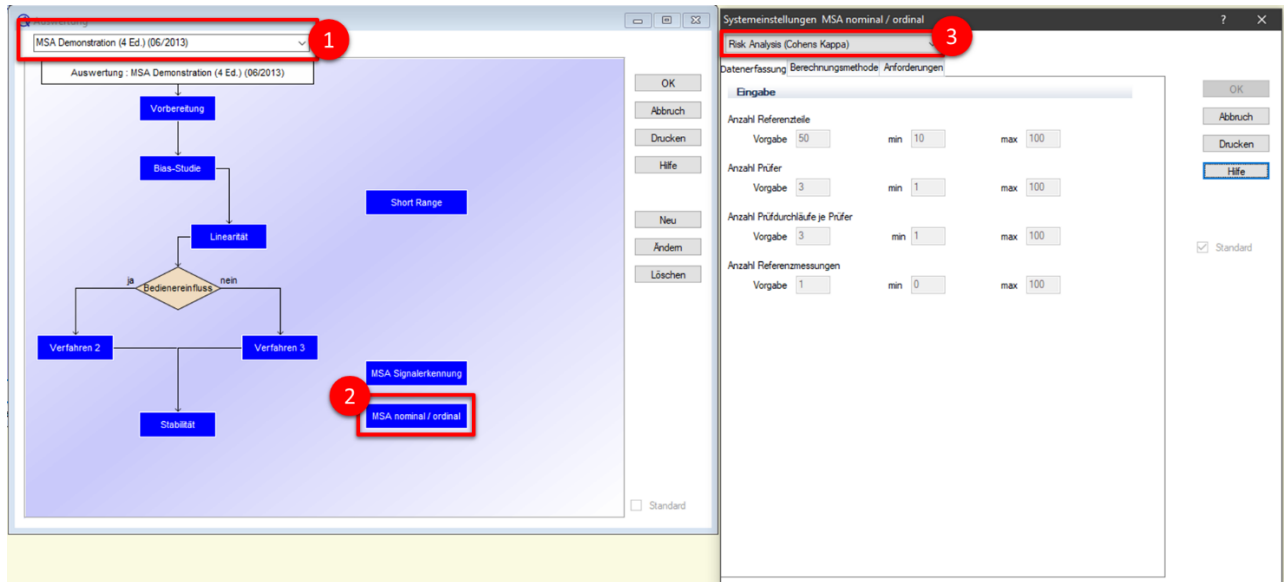 Auswertung
MSA Demonstration (4 Ed.) (06/2013)
1
Auswertung : MSA Demonstration (4 Ed.) (06/2013)
Vorbereitung
Bias-Studie
Short Range
Linearität
ja
Bedienereinfluss
nein
Verfahren 2
Verfahren 3
MSA Signalerkennung
2
MSA nominal / ordinal
Stabilität
OK
Abbruch
Drucken
Hilfe
Neu
Ändern
Löschen
Standard
Systemeinstellungen MSA nominal / ordinal
? X
Risk Analysis (Cohens Kappa)
3
Datenerfassung Berechnungsmethode Anforderungen
Eingabe
Anzahl Referenzteile
Vorgabe 50 min 10 max 100
Anzahl Prüfer
Vorgabe 3 min 1 max 100
Anzahl Prüfdurchläufe je Prüfer
Vorgabe 3 min 1 max 100
Anzahl Referenzmessungen
Vorgabe 1 min 0 max 100
OK
Abbruch
Drucken
Hilfe
Standard